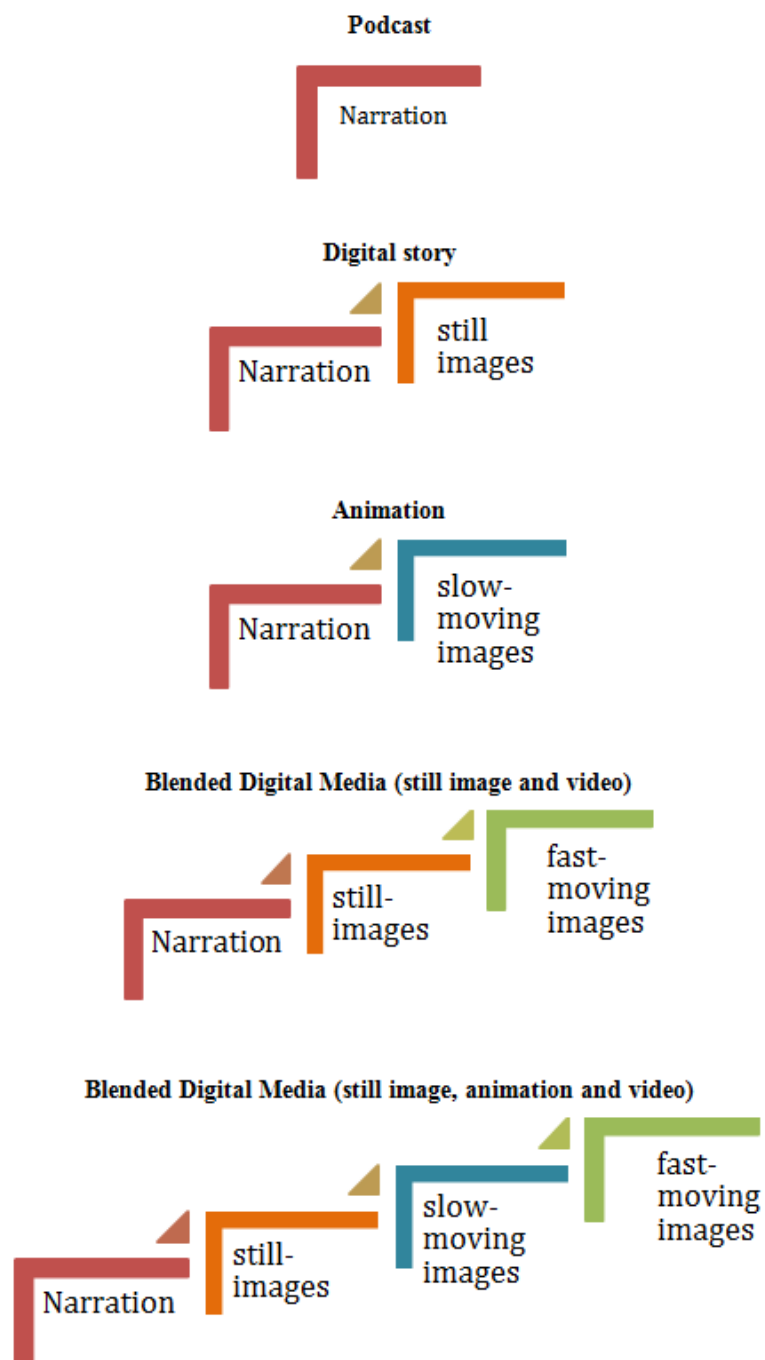 Podcast
Narration
Digital story
Narration
still
images
Animation
Narration
slow-
moving
images
Blended Digital Media (still image and video)
Narration
still-
images
fast-
moving
images
Blended Digital Media (still image, animation and video)
Narration
still-
images
slow-
moving
images
fast-
moving
images